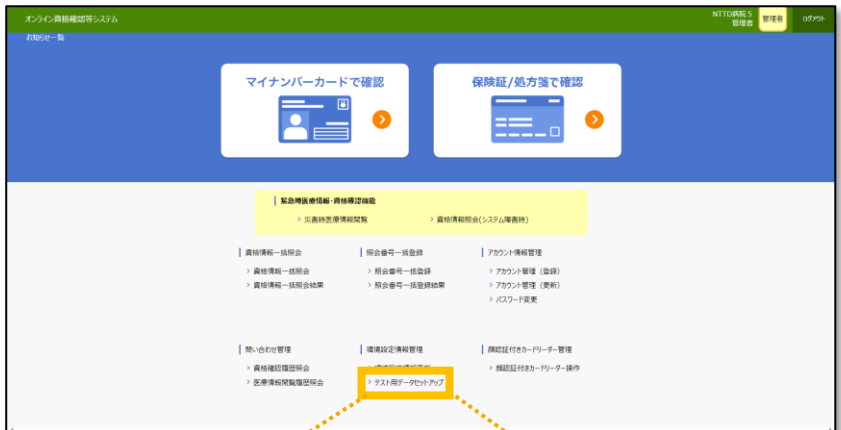 オンライン資格確認等システム
NTTD病院5
管理者
管理者
ログアウト
お知らせ一覧
マイナンバーカードで確認
保険証/処方箋で確認
緊急時医療情報・資格確認機能
災害時医療情報閲覧
資格情報照会(システム障害時)
資格情報一括照会
照会番号一括登録
アカウント情報管理
資格情報一括照会
照会番号一括登録
アカウント管理（登録）
資格情報一括照会結果
照会番号一括登録結果
アカウント管理（更新）
パスワード変更
問い合わせ管理
環境設定情報管理
顔認証付きカードリーダー管理
資格確認履歴照会
顔認証付きカードリーダー操作
医療情報閲覧履歴照会
テスト用データセットアップ